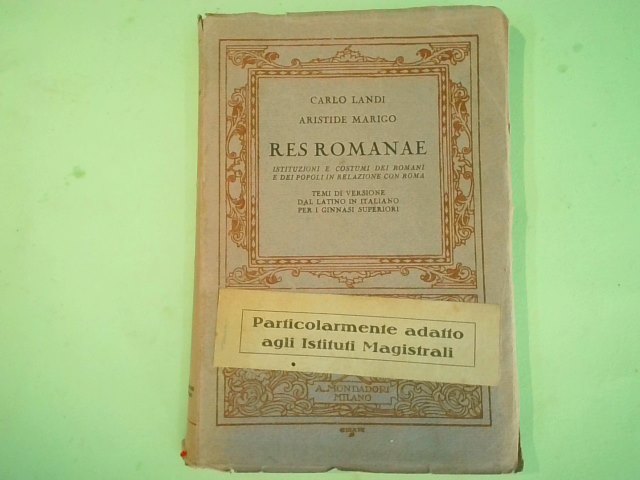 CARLO LANDI
ARISTIDE MARIGO
RES ROMANAE
ISTITUZIONI E COSTUMI DEI ROMANI
E DEI POPOLI IN RELAZIONE CON ROMA
TEMI DI VERSIONE
DAL LATINO IN ITALIANO
PER I GINNASI SUPERIORI
Particolarmente adatto
agli Istituti Magistrali
A. MONDADORI
MILANO